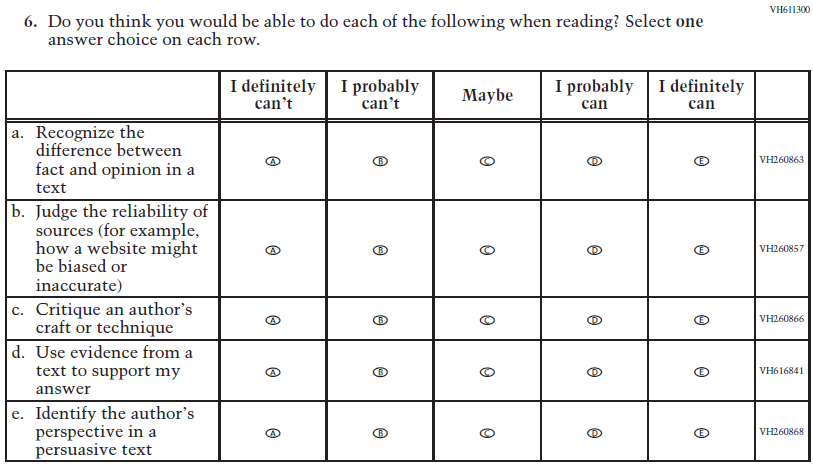 VH611300
6. Do you think you would be able to do each of the following when reading? Select one
answer choice on each row.
I definitely
can't
I probably
can't
Maybe
I probably
can
I definitely
can
a. Recognize the
difference between
fact and opinion in a
text
A B C D E VH260863
b. Judge the reliability of
sources (for example,
how a website might
be biased or
inaccurate)
A B C D E VH260857
c. Critique an author's
craft or technique
A B C D E VH260866
d. Use evidence from a
text to support my
answer
A B C D E VH616841
e. Identify the author's
perspective in a
persuasive text
A B C D E VH260868